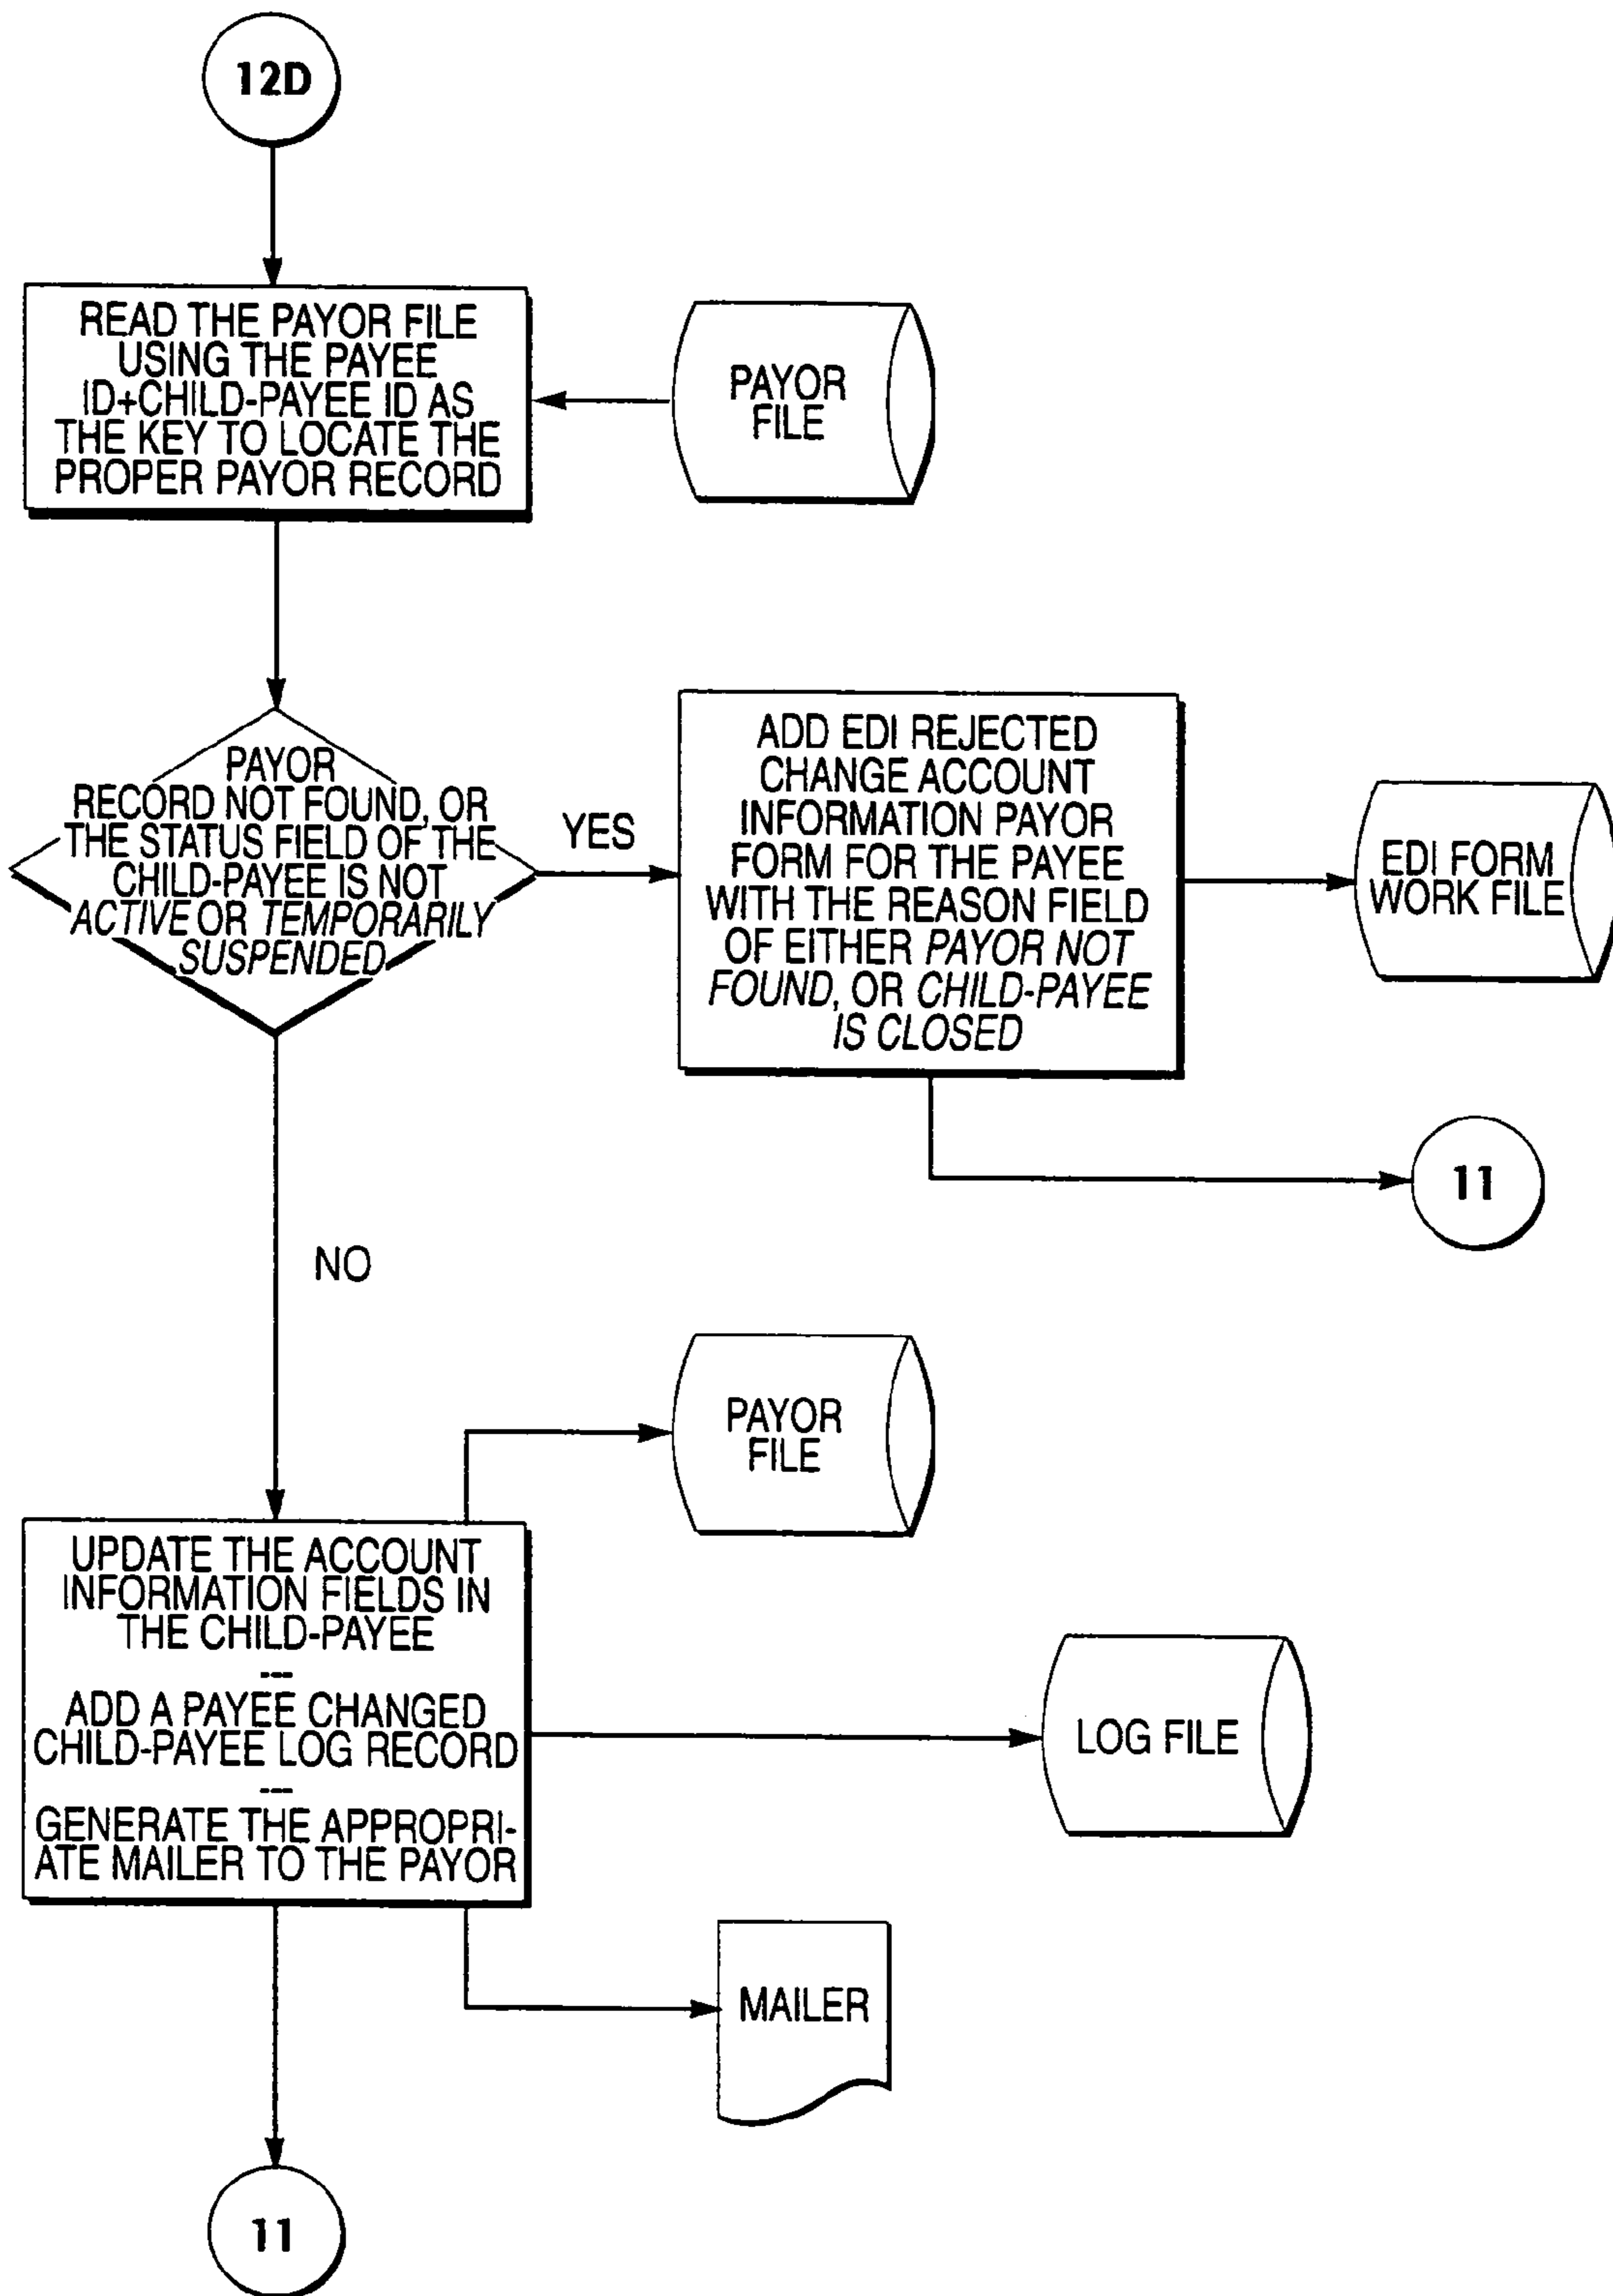 12D
READ THE PAYOR FILE
USING THE PAYEE
ID+CHILD-PAYEE ID AS
THE KEY TO LOCATE THE
PROPER PAYOR RECORD
PAYOR
FILE
PAYOR
RECORD NOT FOUND, OR
THE STATUS FIELD OF THE
CHILD-PAYEE IS NOT
ACTIVE OR TEMPORARILY
SUSPENDED
YES
ADD EDI REJECTED
CHANGE ACCOUNT
INFORMATION PAYOR
FORM FOR THE PAYEE
WITH THE REASON FIELD
OF EITHER PAYOR NOT
FOUND, OR CHILD-PAYEE
IS CLOSED
EDI FORM
WORK FILE
11
NO
PAYOR
FILE
UPDATE THE ACCOUNT
INFORMATION FIELDS IN
THE CHILD-PAYEE
---
ADD A PAYEE CHANGED
CHILD-PAYEE LOG RECORD
---
GENERATE THE APPROPRI-
ATE MAILER TO THE PAYOR
LOG FILE
MAILER
11